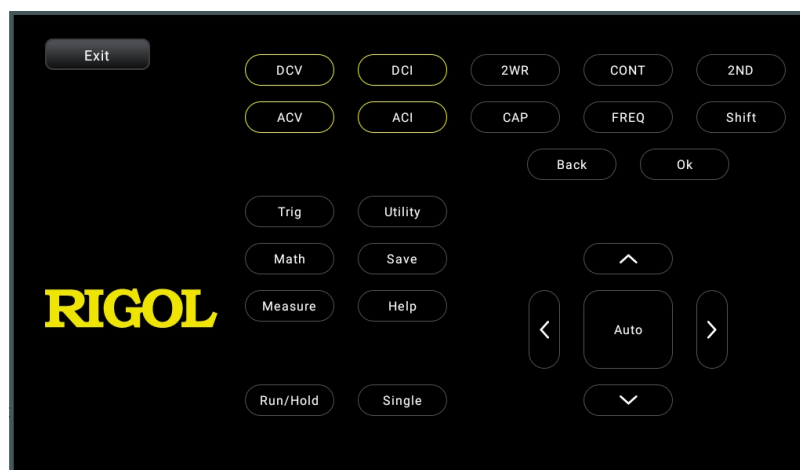 Exit
DCV DCI 2WR CONT 2ND
ACV ACI CAP FREQ Shift
Back Ok
Trig Utility
Math Save
RIGOL
Measure Help
Auto
Run/Hold Single